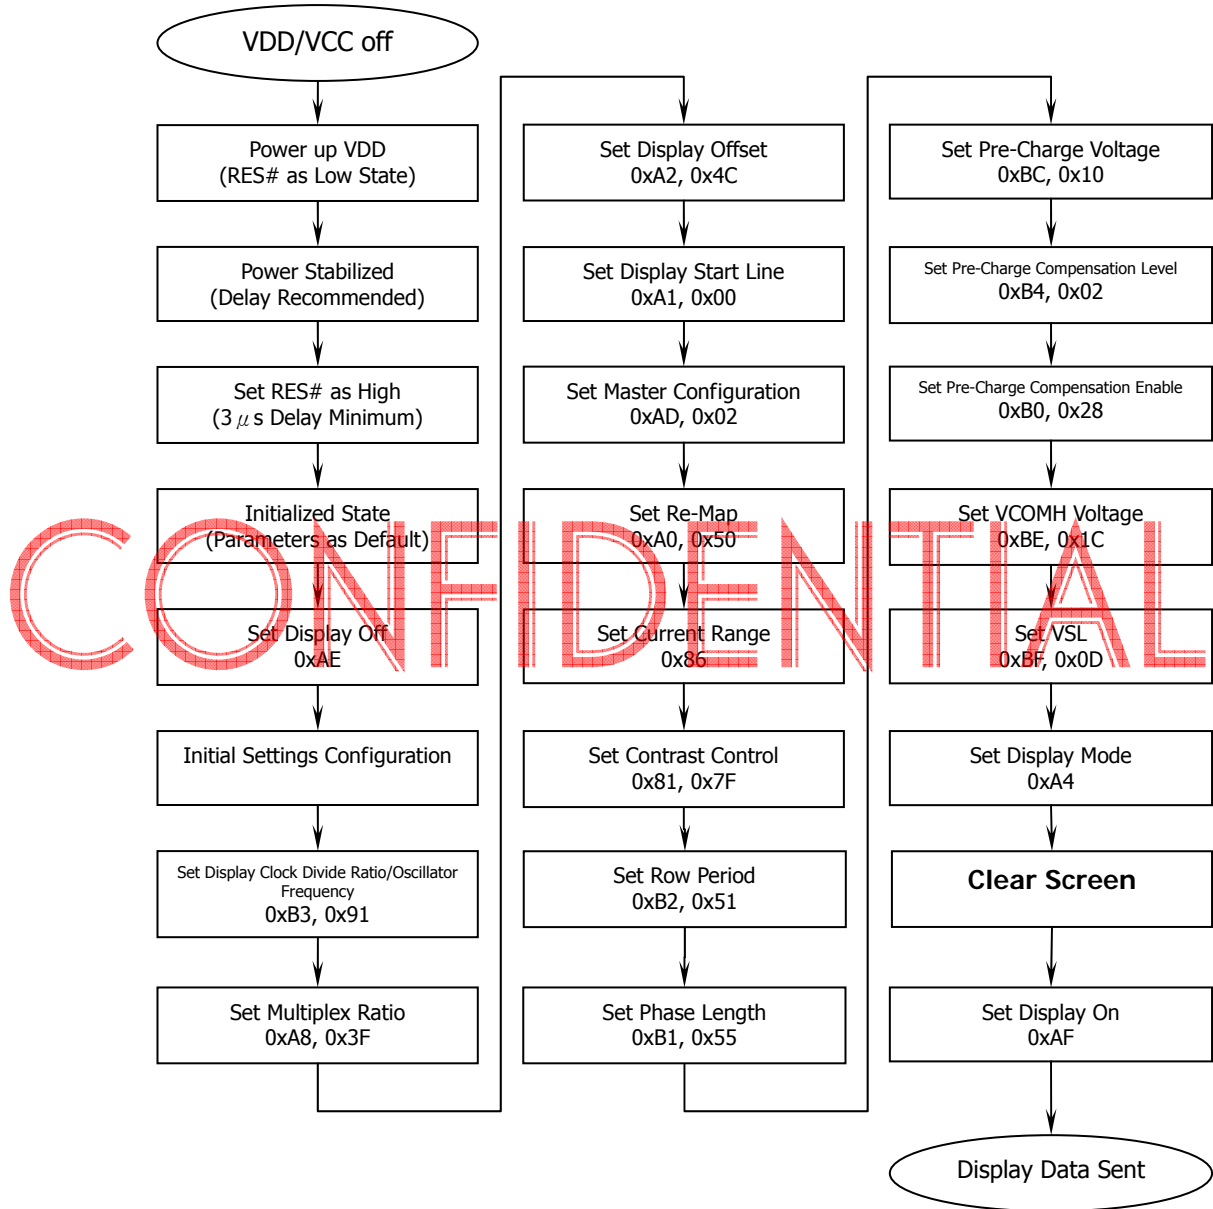 VDD/VCC off
Power up VDD
(RES# as Low State)
Power Stabilized
(Delay Recommended)
Set RES# as High
(3 μs Delay Minimum)
Initialized State
(Parameters as Default)
Set Display Off
0xAE
Initial Settings Configuration
Set Display Clock Divide Ratio/Oscillator
Frequency
0xB3, 0x91
Set Multiplex Ratio
0xA8, 0x3F
Set Display Offset
0xA2, 0x4C
Set Display Start Line
0xA1, 0x00
Set Master Configuration
0xAD, 0x02
Set Re-Map
0xA0, 0x50
Set Current Range
0x86
Set Contrast Control
0x81, 0x7F
Set Row Period
0xB2, 0x51
Set Phase Length
0xB1, 0x55
Set Pre-Charge Voltage
0xBC, 0x10
Set Pre-Charge Compensation Level
0xB4, 0x02
Set Pre-Charge Compensation Enable
0xB0, 0x28
Set VCOMH Voltage
0xBE, 0x1C
Set VSL
0xBF, 0x0D
Set Display Mode
0xA4
Clear Screen
Set Display On
0xAF
Display Data Sent
CONFIDENTIAL